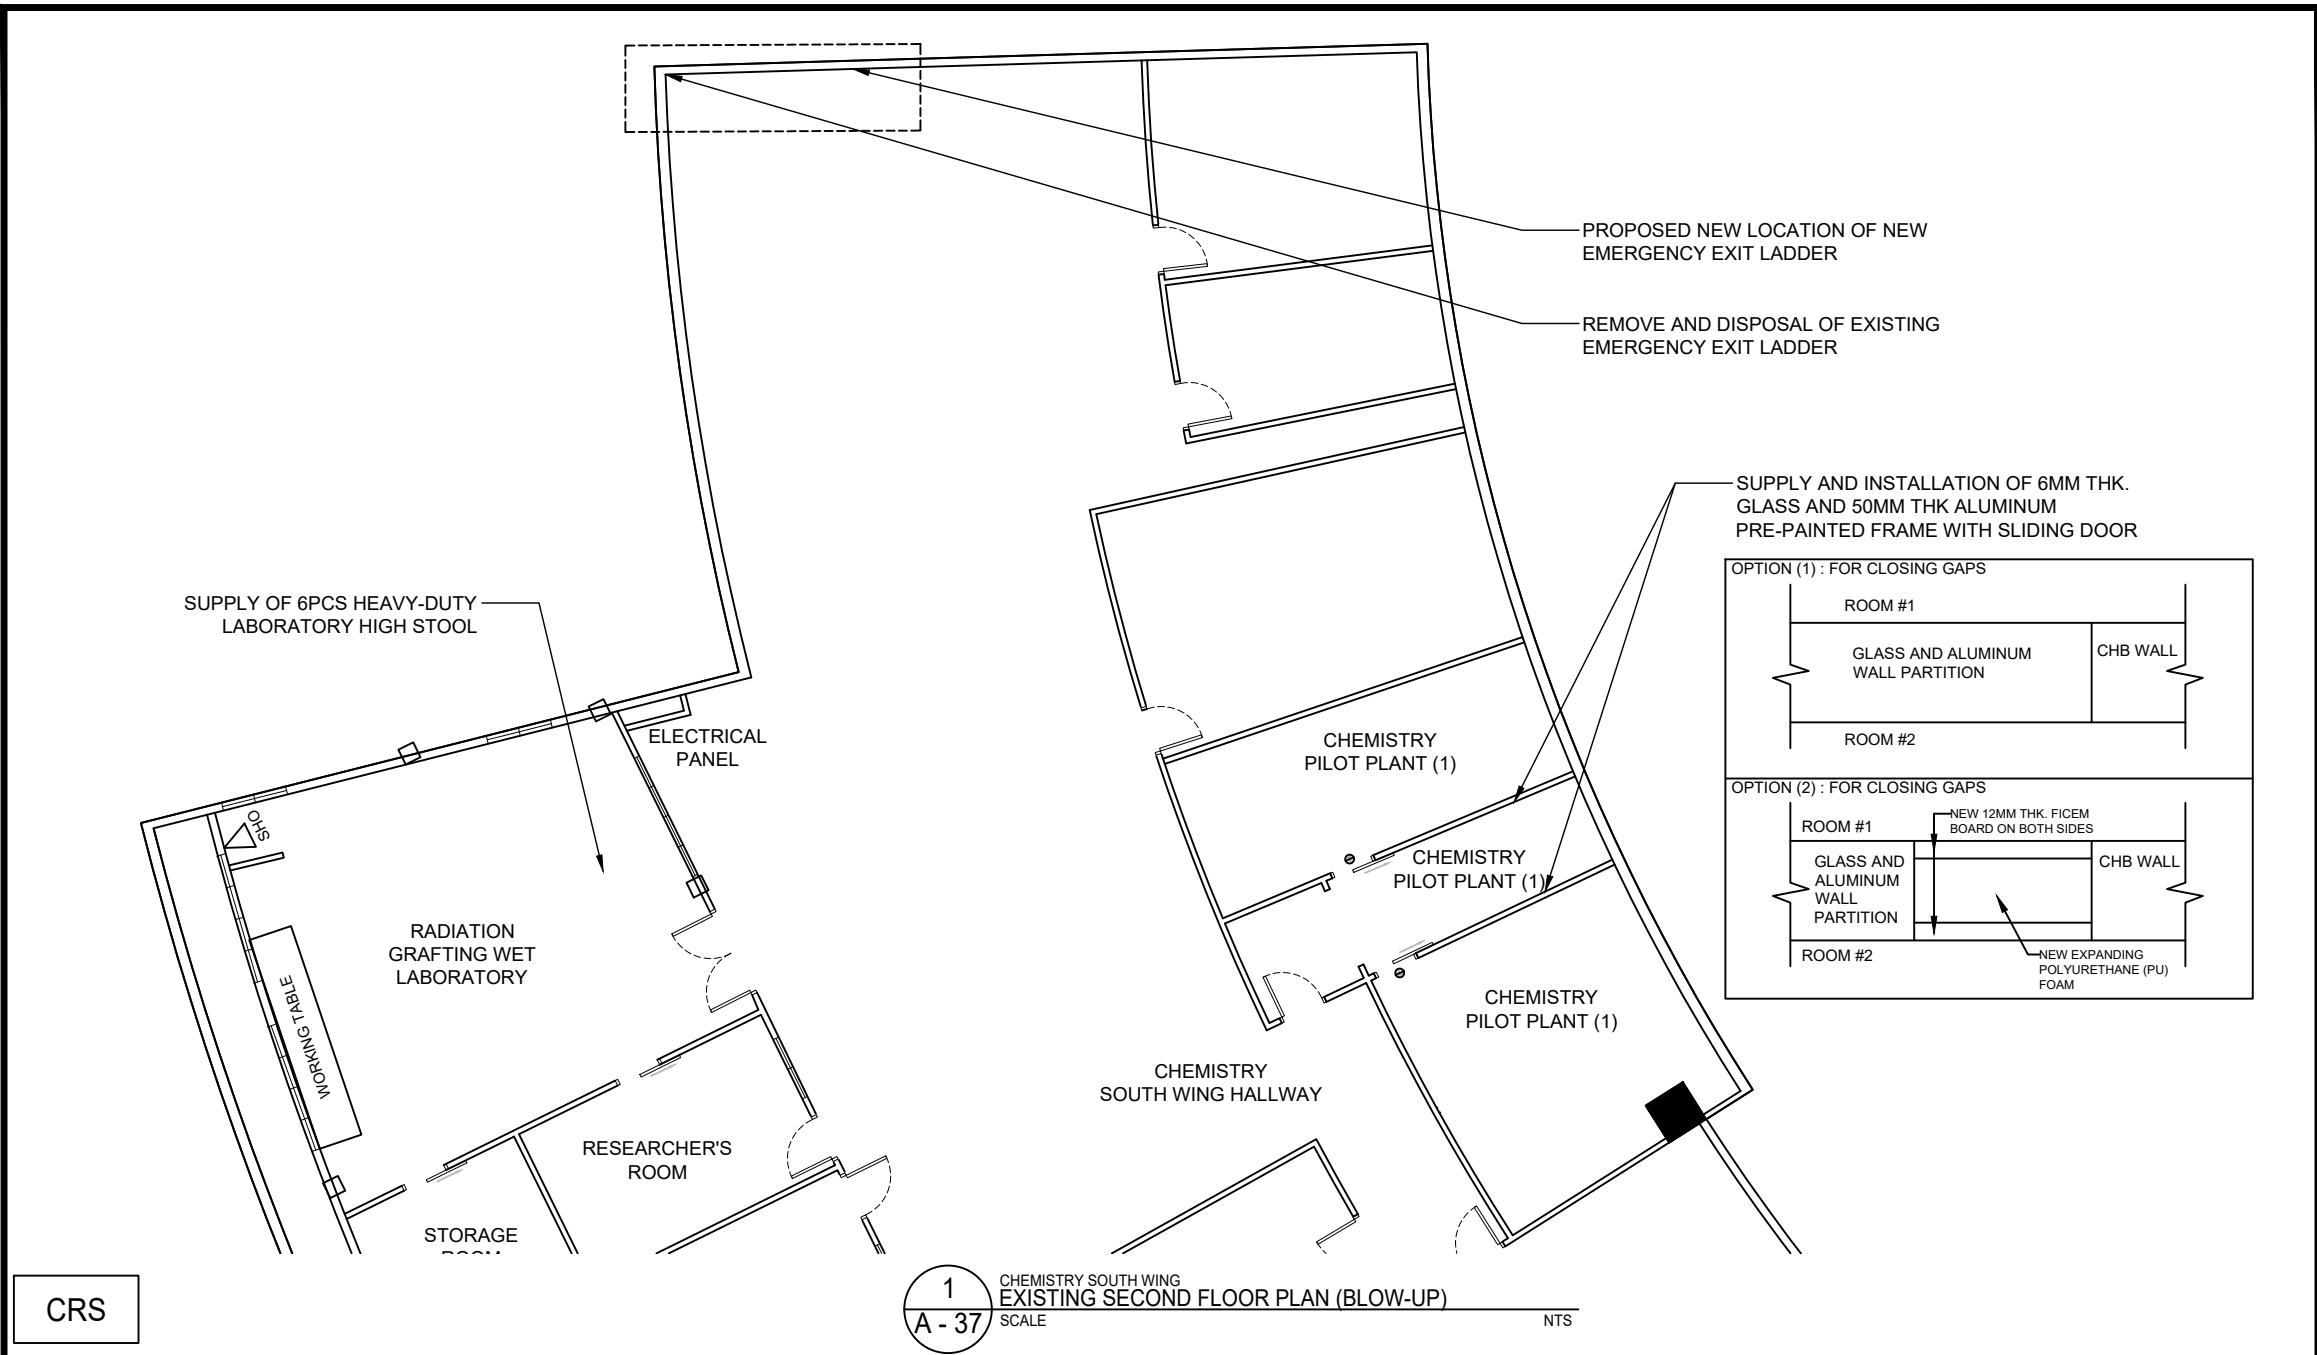 PROPOSED NEW LOCATION OF NEW
EMERGENCY EXIT LADDER
REMOVE AND DISPOSAL OF EXISTING
EMERGENCY EXIT LADDER
SUPPLY AND INSTALLATION OF 6MM THK.
GLASS AND 50MM THK ALUMINUM
PRE-PAINTED FRAME WITH SLIDING DOOR
OPTION (1) : FOR CLOSING GAPS
ROOM #1
GLASS AND ALUMINUM
WALL PARTITION
CHB WALL
ROOM #2
OPTION (2) : FOR CLOSING GAPS
NEW 12MM THK. FICEM
BOARD ON BOTH SIDES
ROOM #1
GLASS AND
ALUMINUM
WALL
PARTITION
CHB WALL
ROOM #2
NEW EXPANDING
POLYURETHANE (PU)
FOAM
SUPPLY OF 6PCS HEAVY-DUTY
LABORATORY HIGH STOOL
ELECTRICAL
PANEL
CHEMISTRY
PILOT PLANT (1)
SHO
CHEMISTRY
PILOT PLANT (1)
RADIATION
GRAFTING WET
LABORATORY
WORKING TABLE
CHEMISTRY
PILOT PLANT (1)
CHEMISTRY
SOUTH WING HALLWAY
RESEARCHER'S
ROOM
STORAGE
ROOM
CRS
1
A - 37
CHEMISTRY SOUTH WING
EXISTING SECOND FLOOR PLAN (BLOW-UP)
SCALE
NTS